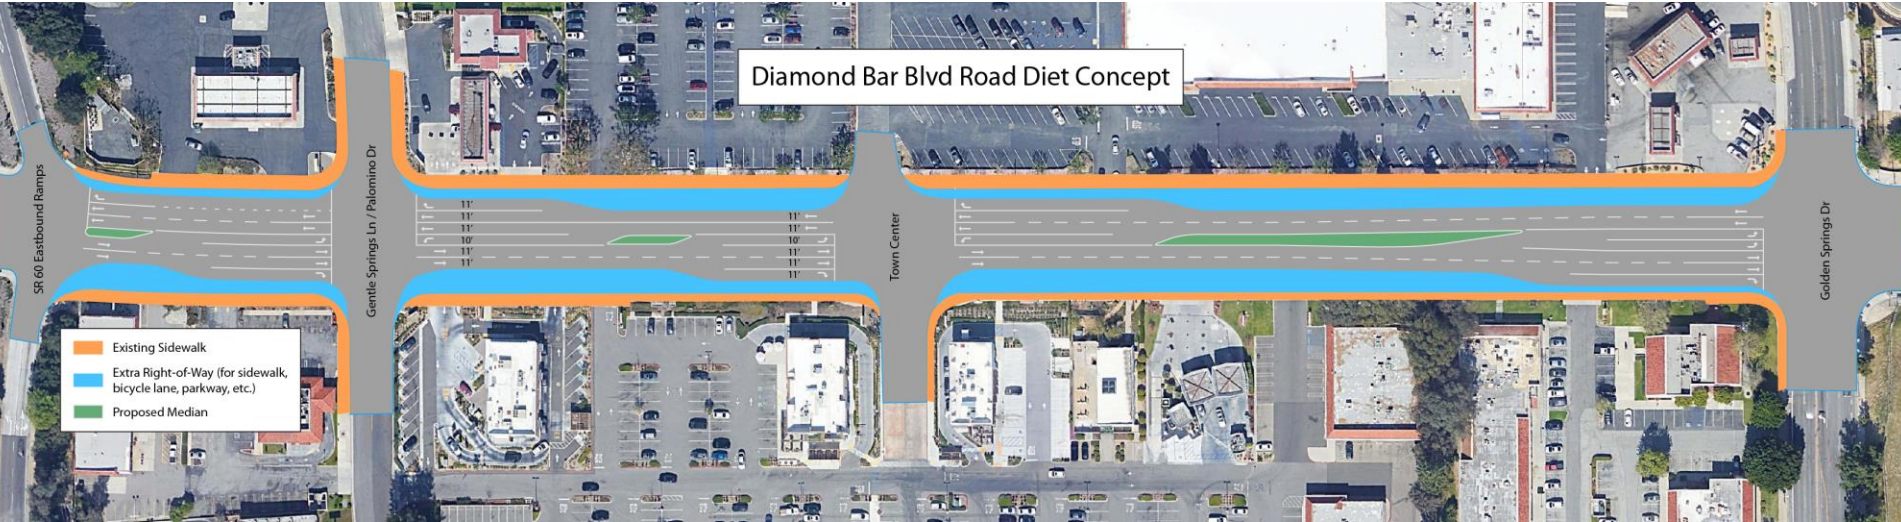 Diamond Bar Blvd Road Diet Concept
SR 60 Eastbound Ramps
Gentle Springs Ln / Palomino Dr
11'
11'
11'
10'
11'
11'
11'
11'
11'
10'
11'
11'
Town Center
Golden Springs Dr
Existing Sidewalk
Extra Right-of-Way (for sidewalk,
bicycle lane, parkway, etc.)
Proposed Median